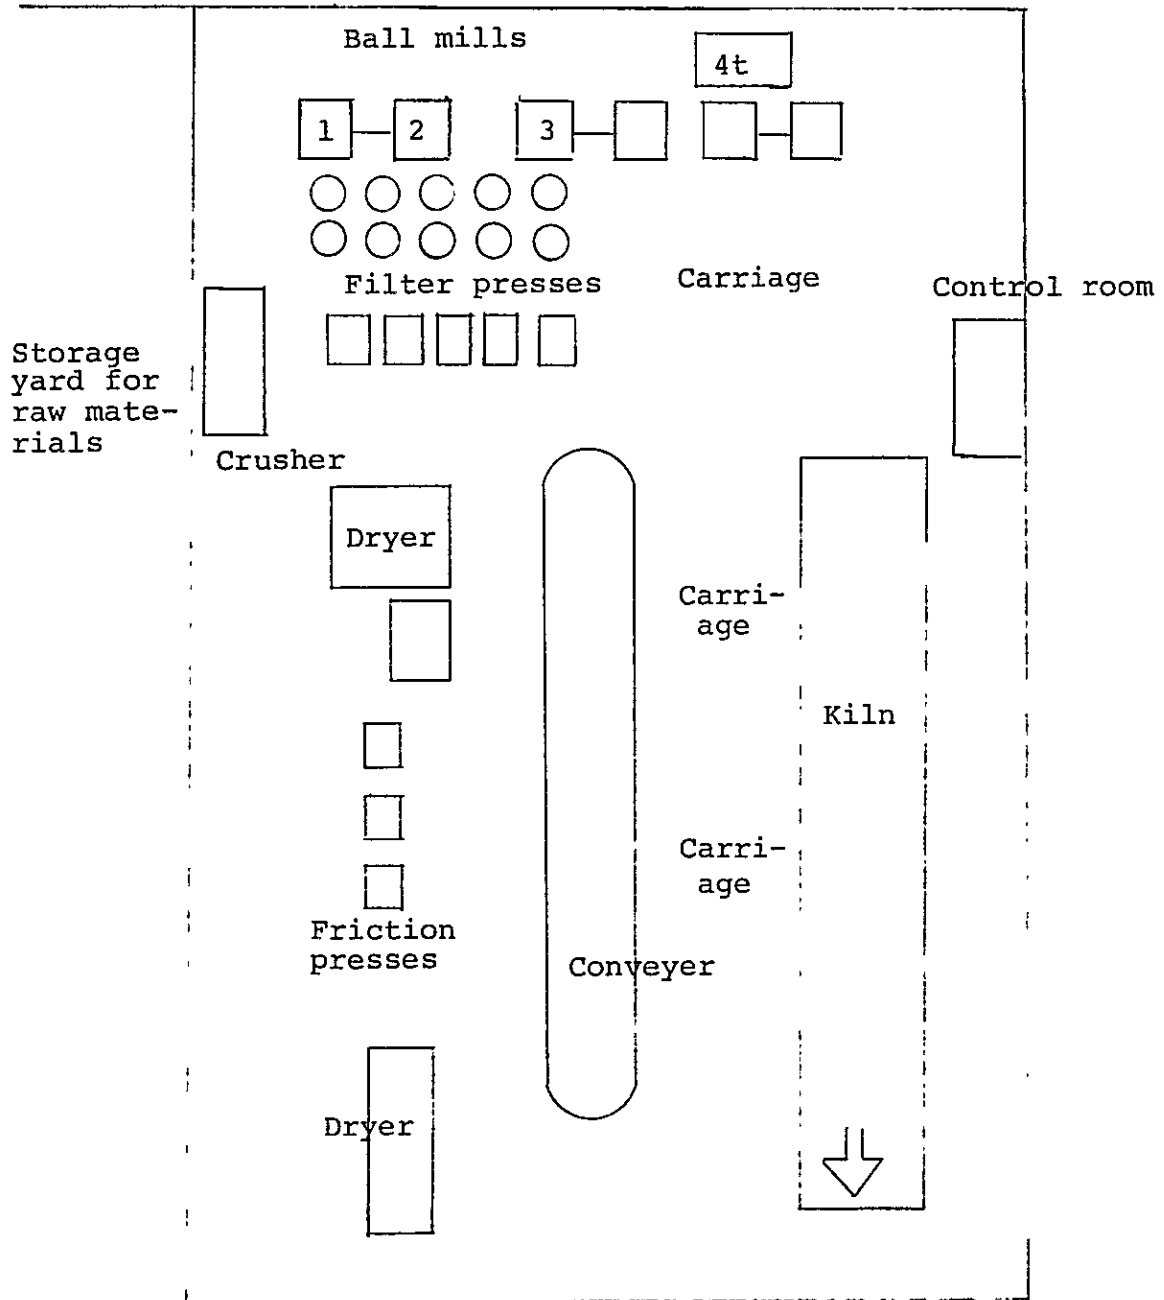 Ball mills
4t
1
2
3
Filter presses
Carriage
Control room
Storage
yard for
raw mate-
rials
Crusher
Dryer
Carri-
age
Kiln
Carri-
age
Friction
presses
Conveyer
Dryer